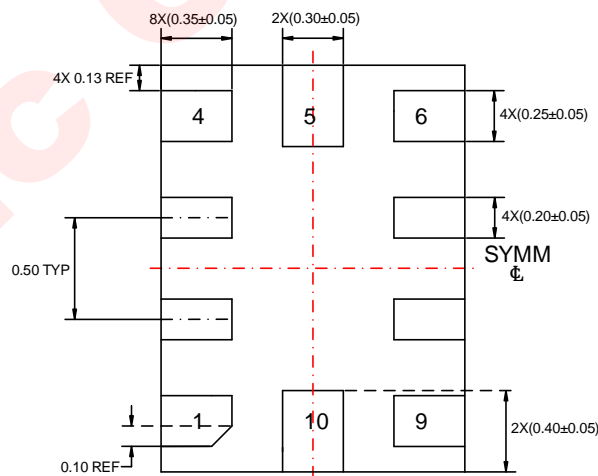 8X(0.35±0.05)
2X(0.30±0.05)
4X 0.13 REF
4
5
6
4X(0.25±0.05)
4X(0.20±0.05)
0.50 TYP
SYMM
℄
1
10
9
2X(0.40±0.05)
0.10 REF